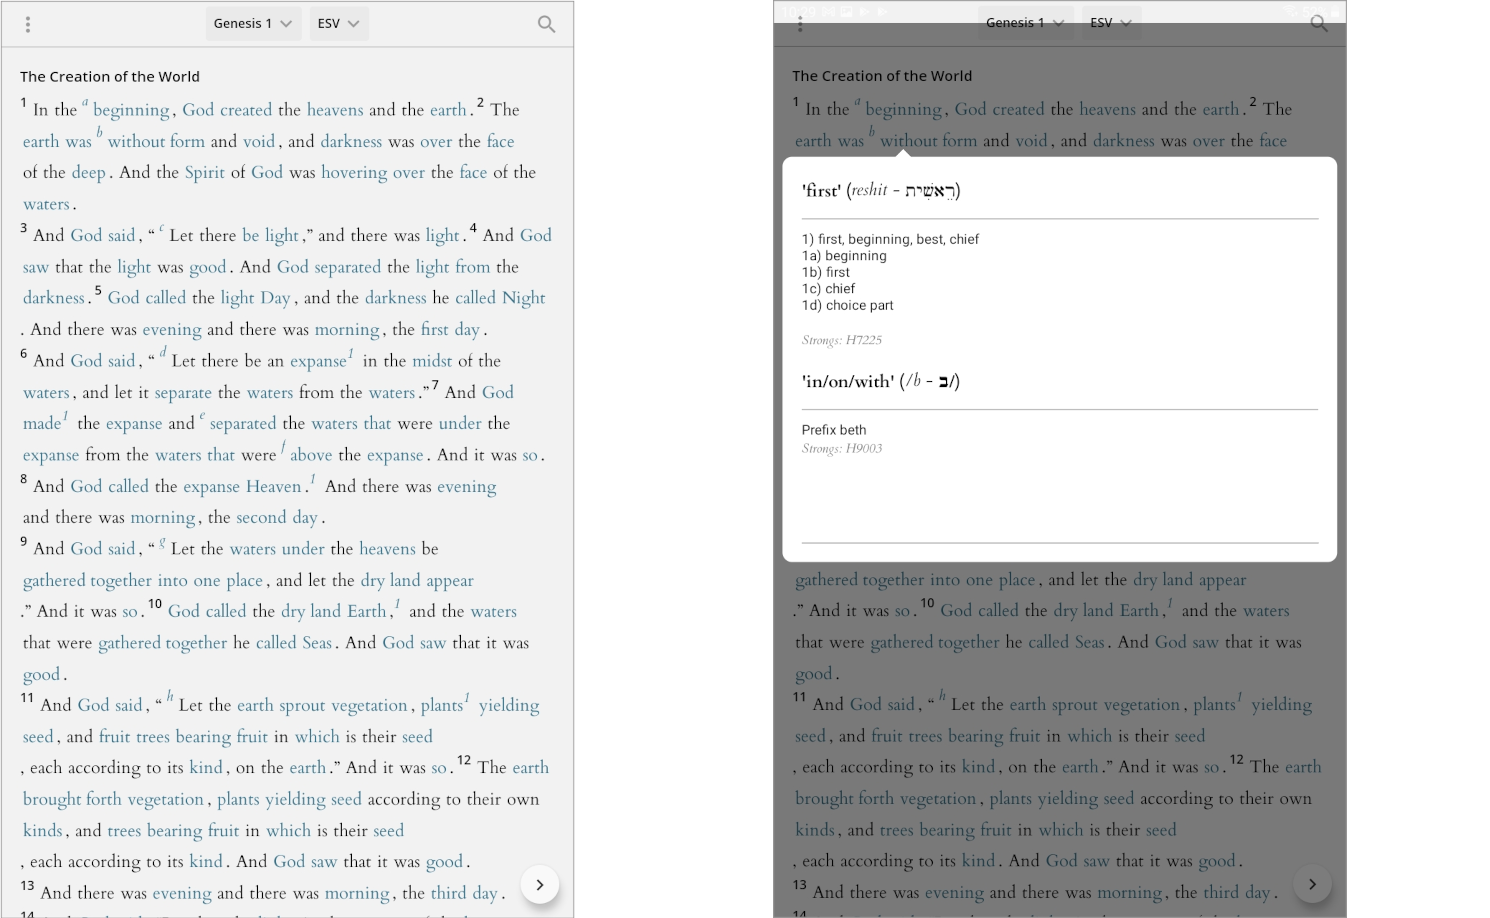 Genesis 1 ESV
The Creation of the World
1 In the a beginning, God created the heavens and the earth. 2 The
earth was b without form and void, and darkness was over the face
of the deep. And the Spirit of God was hovering over the face of the
waters.
3 And God said, “ c Let there be light,” and there was light. 4 And God
saw that the light was good. And God separated the light from the
darkness. 5 God called the light Day, and the darkness he called Night
. And there was evening and there was morning, the first day.
6 And God said, “ d Let there be an expanse1 in the midst of the
waters, and let it separate the waters from the waters.” 7 And God
made1 the expanse and e separated the waters that were under the
expanse from the waters that were f above the expanse. And it was so.
8 And God called the expanse Heaven.1 And there was evening
and there was morning, the second day.
9 And God said, “ g Let the waters under the heavens be
gathered together into one place, and let the dry land appear
.” And it was so. 10 God called the dry land Earth,1 and the waters
that were gathered together he called Seas. And God saw that it was
good.
11 And God said, “ h Let the earth sprout vegetation, plants1 yielding
seed, and fruit trees bearing fruit in which is their seed
, each according to its kind, on the earth.” And it was so. 12 The earth
brought forth vegetation, plants yielding seed according to their own
kinds, and trees bearing fruit in which is their seed
, each according to its kind. And God saw that it was good.
13 And there was evening and there was morning, the third day.
14
10:29
Genesis 1 ESV
The Creation of the World
1 In the a beginning, God created the heavens and the earth. 2 The
earth was b without form and void, and darkness was over the face
'first' (reshit - רֵאשִׁית)
1) first, beginning, best, chief
1a) beginning
1b) first
1c) chief
1d) choice part
Strongs: H7225
'in/on/with' (/b - ב/)
Prefix beth
Strongs: H9003
gathered together into one place, and let the dry land appear
.” And it was so. 10 God called the dry land Earth,1 and the waters
that were gathered together he called Seas. And God saw that it was
good.
11 And God said, “ h Let the earth sprout vegetation, plants1 yielding
seed, and fruit trees bearing fruit in which is their seed
, each according to its kind, on the earth.” And it was so. 12 The earth
brought forth vegetation, plants yielding seed according to their own
kinds, and trees bearing fruit in which is their seed
, each according to its kind. And God saw that it was good.
13 And there was evening and there was morning, the third day.
14